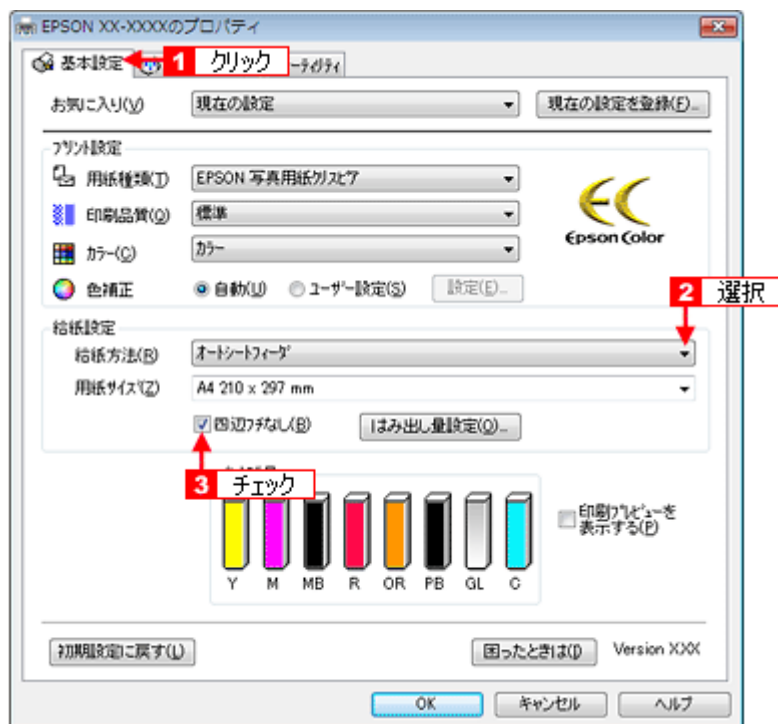 EPSON XX-XXXXのプロパティ
基本設定
1 クリック
ーティリティ
お気に入り(V)
現在の設定
現在の設定を登録(F)...
プリント設定
用紙種類(T)
EPSON 写真用紙クリスピア
印刷品質(Q)
標準
カラー(C)
カラー
EC
Epson Color
色補正
自動(U)
ユーザー設定(S)
設定(E)...
2 選択
給紙設定
給紙方法(R)
オートシートフィーダ
用紙サイズ(Z)
A4 210 x 297 mm
四辺フチなし(B)
はみ出し量設定(O)...
3 チェック
Y M MB R OR PB GL C
印刷プレビューを
表示する(P)
初期設定に戻す(L)
困ったときは(I)
Version X.XX
OK
キャンセル
ヘルプ